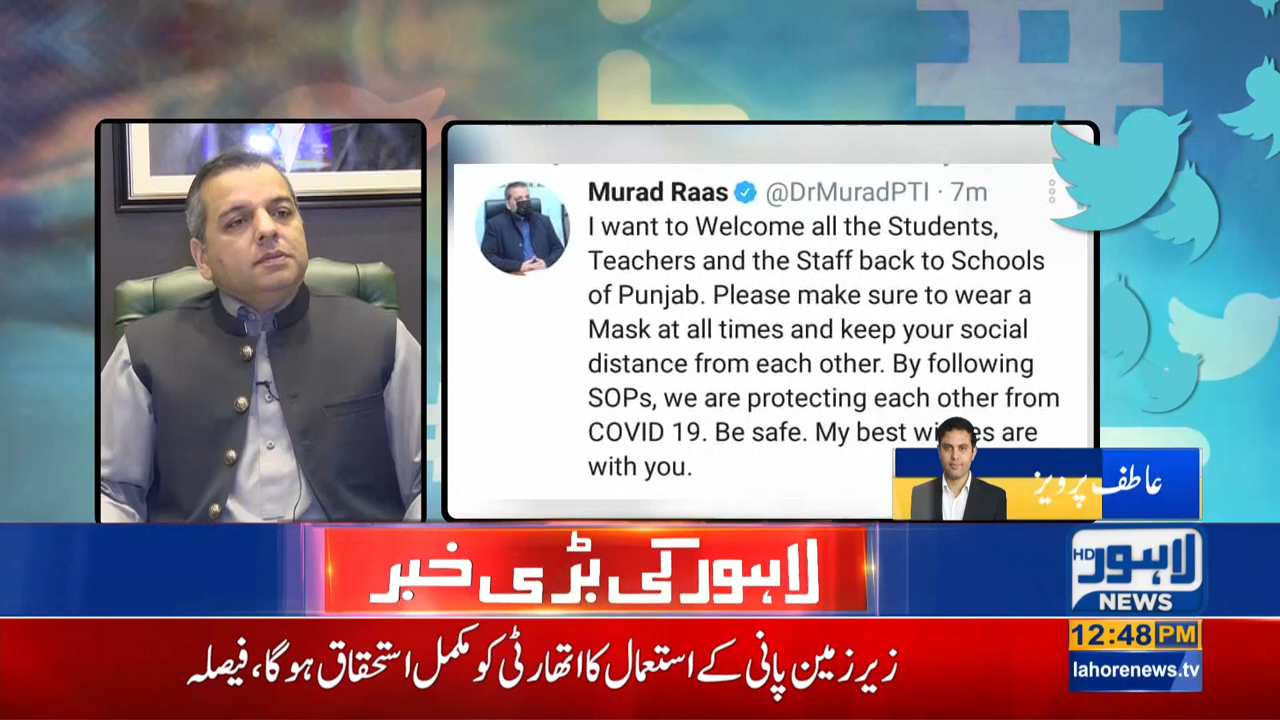 Murad Raas @DrMuradPTI · 7m
I want to Welcome all the Students,
Teachers and the Staff back to Schools
of Punjab. Please make sure to wear a
Mask at all times and keep your social
distance from each other. By following
SOPs, we are protecting each other from
COVID 19. Be safe. My best wishes are
with you.
عاطف پرویز
لاہور کی بڑی خبر
HD لاہور
NEWS
12:48 PM
زیر زمین پانی کے استعمال کا اتھارٹی کو مکمل استحقاق ہوگا، فیصلہ
lahorenews.tv